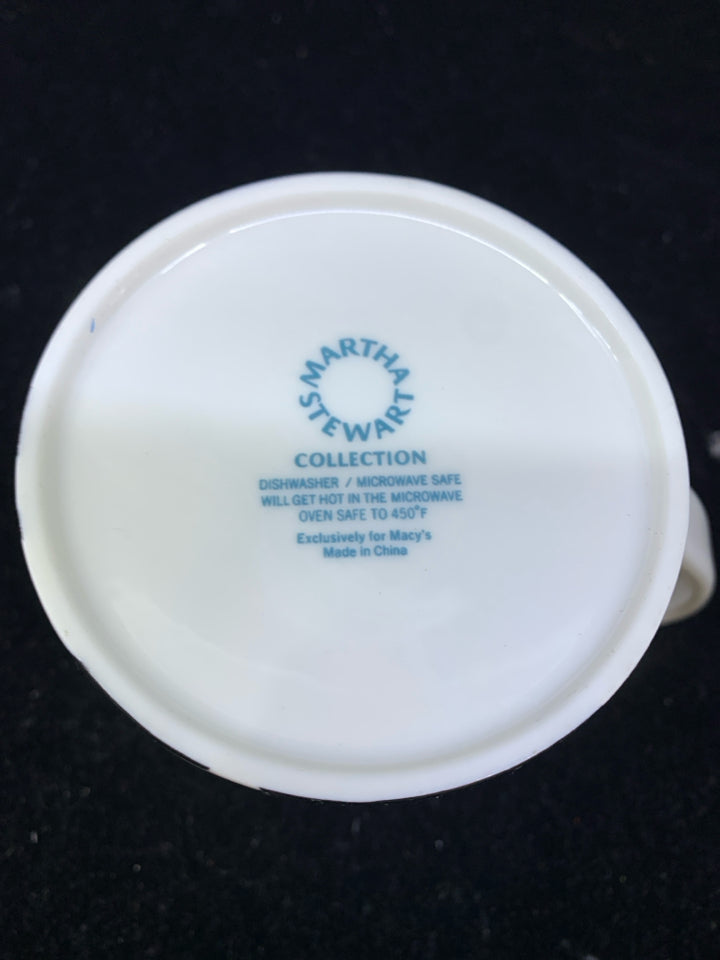 MARTHA
STEWART
COLLECTION
DISHWASHER / MICROWAVE SAFE
WILL GET HOT IN THE MICROWAVE
OVEN SAFE TO 450°F
Exclusively for Macy's
Made in China